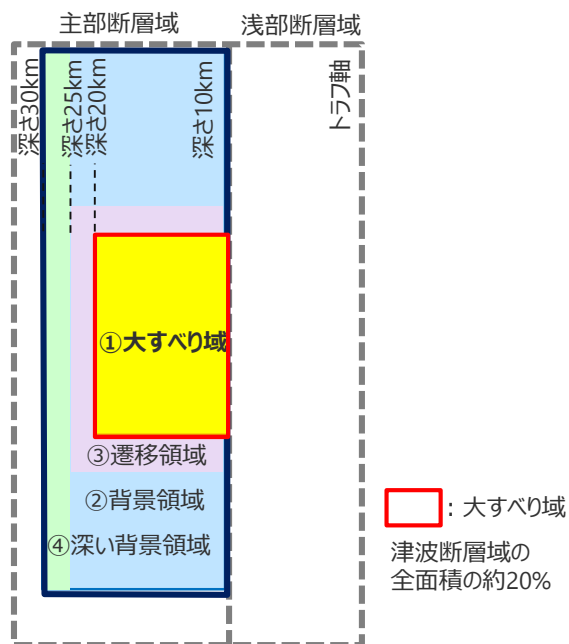 主部断層域
浅部断層域
深さ30km
深さ25km
深さ20km
深さ10km
トラフ軸
①大すべり域
③遷移領域
②背景領域
④深い背景領域
：大すべり域
津波断層域の
全面積の約20%